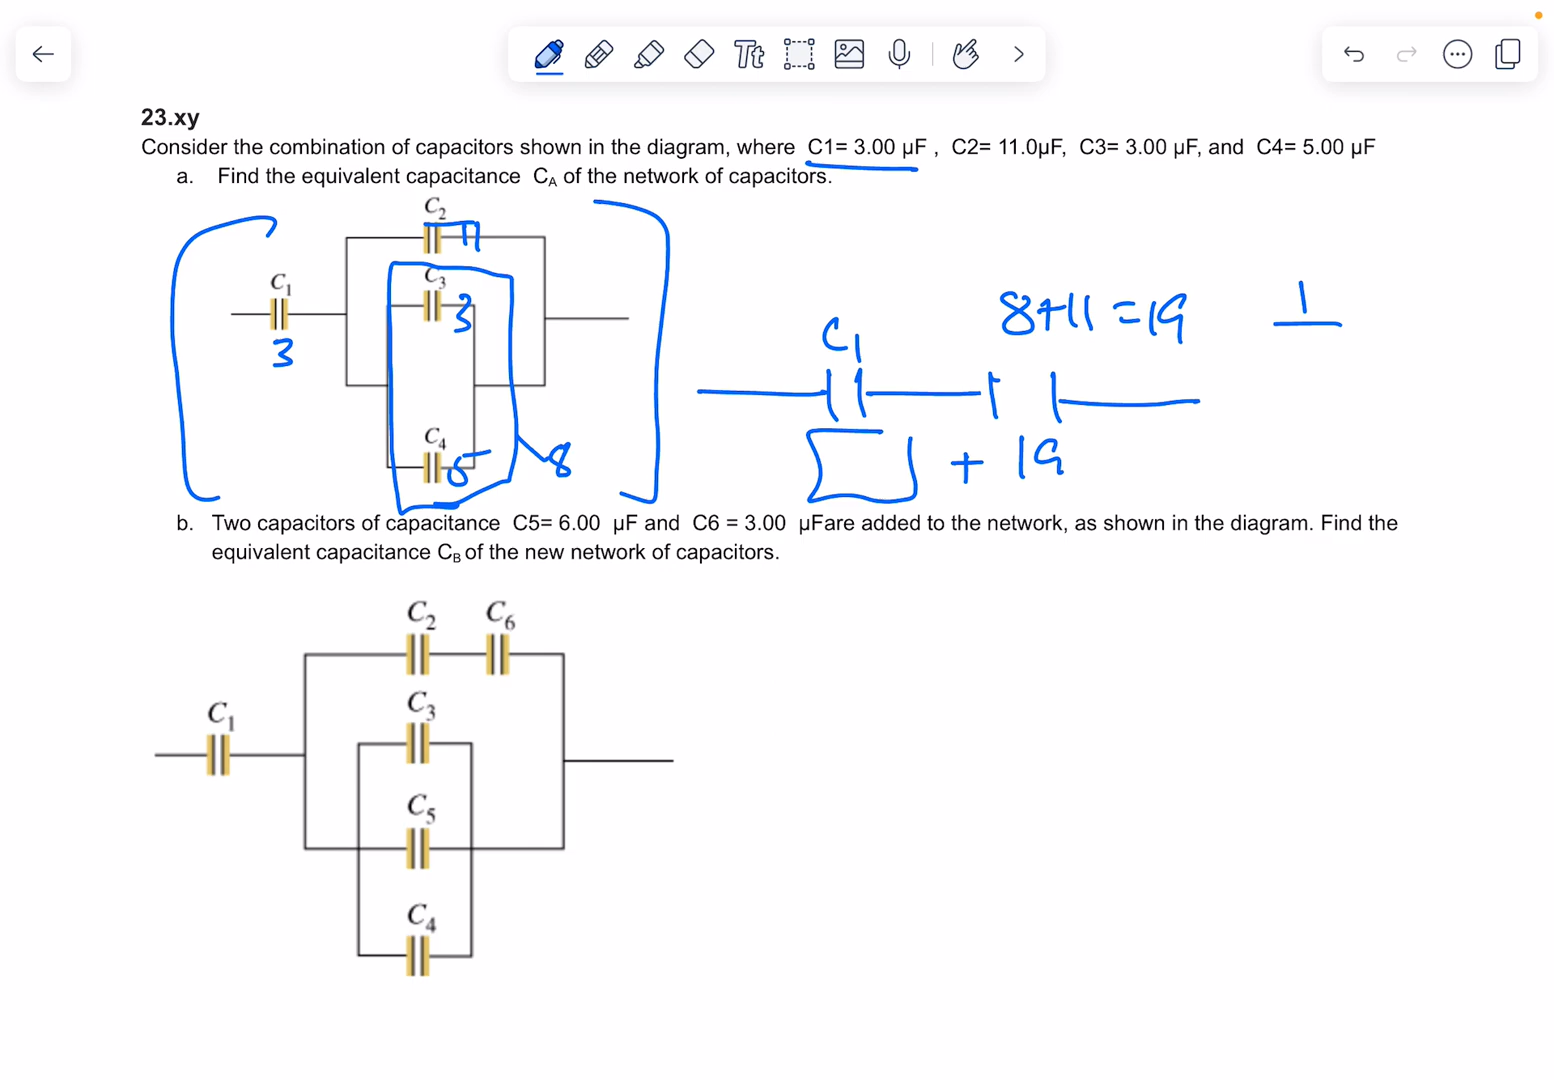 Tt
23.xy
Consider the combination of capacitors shown in the diagram, where C1= 3.00 µF , C2= 11.0µF, C3= 3.00 µF, and C4= 5.00 µF
a. Find the equivalent capacitance CA of the network of capacitors.
C2
11
C1
3
C3
3
C4
5
8
8+11=19
1
C1
+ 19
b. Two capacitors of capacitance C5= 6.00 µF and C6 = 3.00 µFare added to the network, as shown in the diagram. Find the
equivalent capacitance CB of the new network of capacitors.
C2 C6
C3
C1
C5
C4